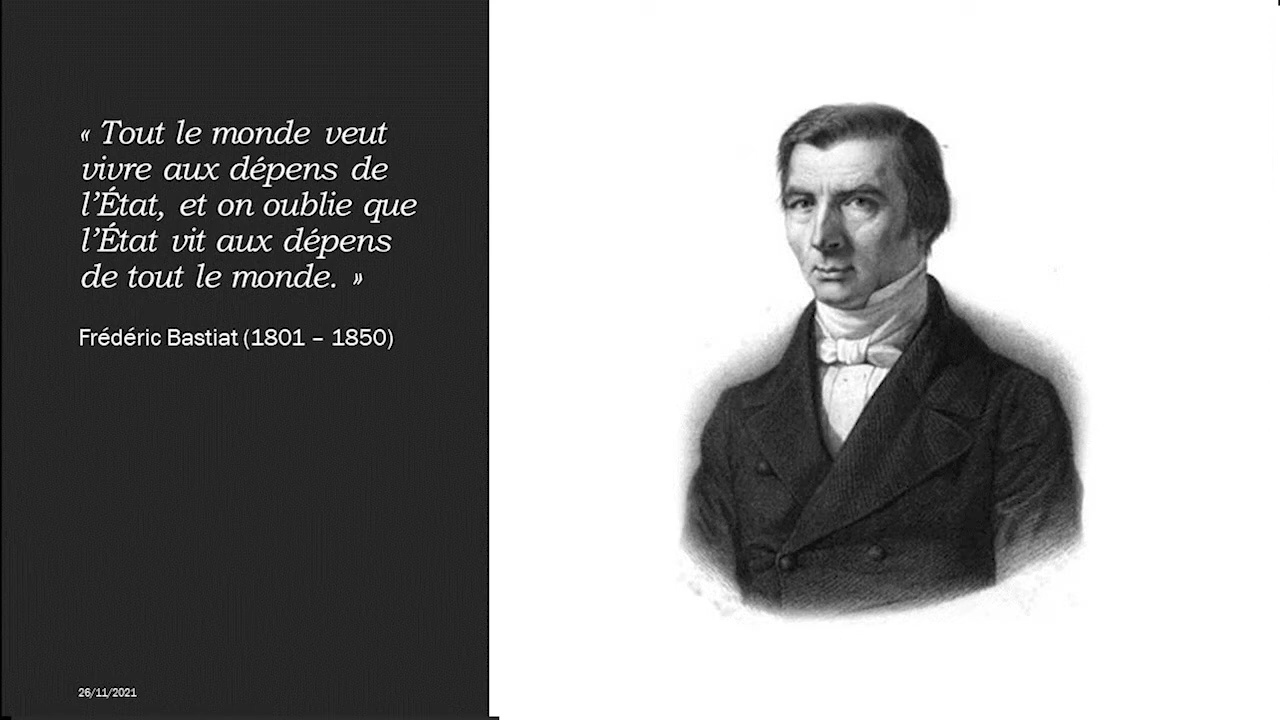 « Tout le monde veut
vivre aux dépens de
l’État, et on oublie que
l’État vit aux dépens
de tout le monde. »
Frédéric Bastiat (1801 – 1850)
26/11/2021